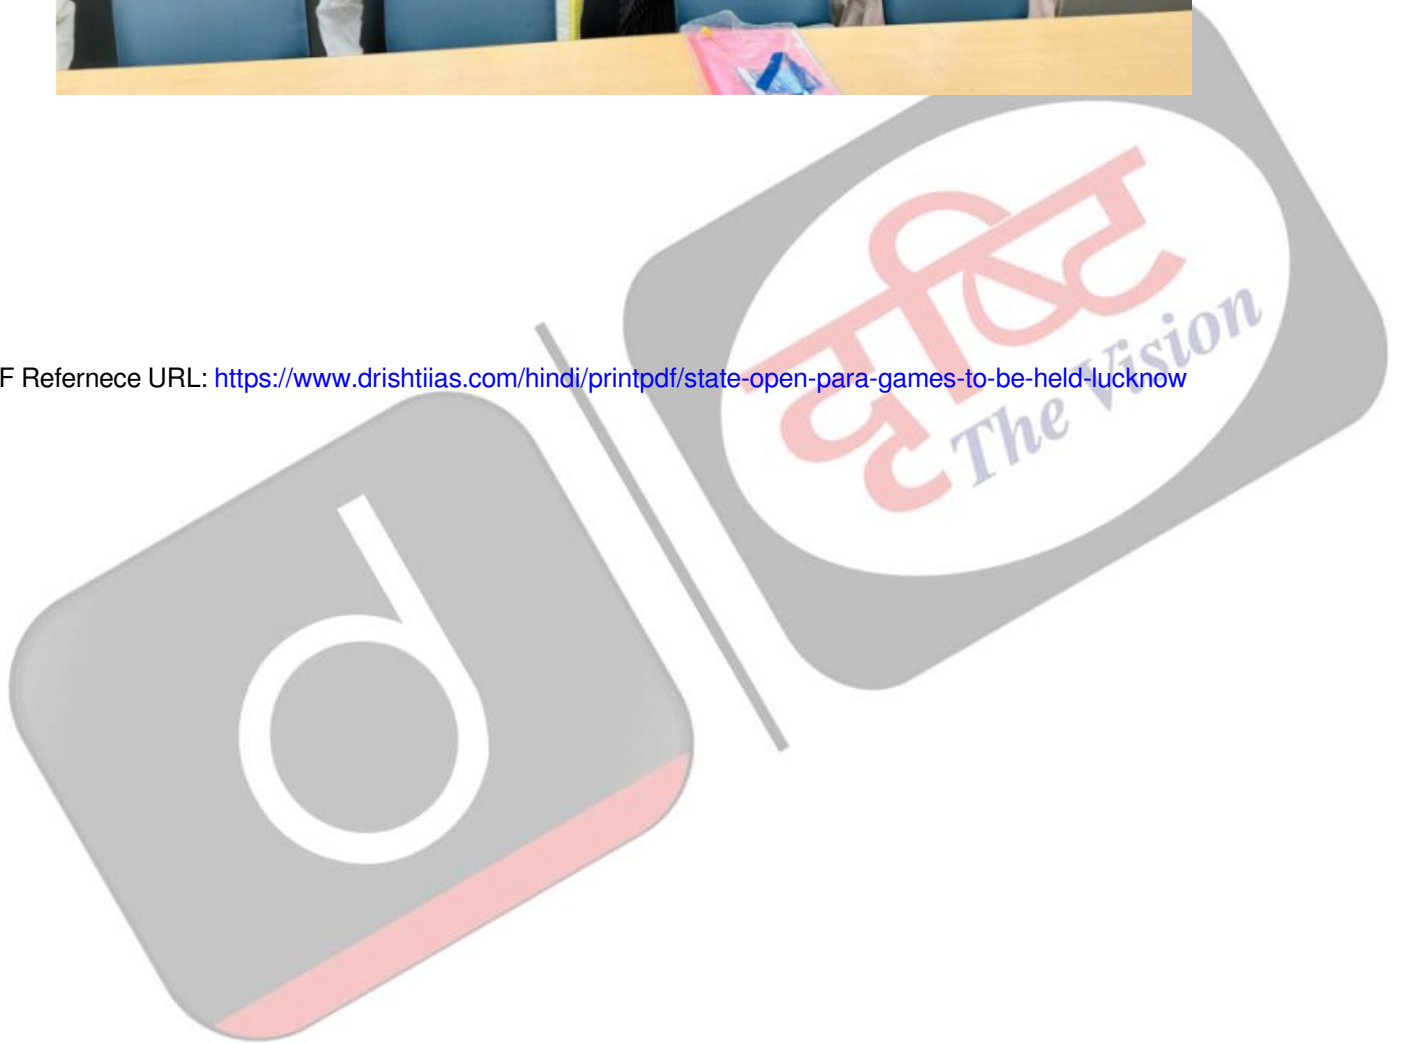 दृष्टि
The Vision
F Refernece URL: https://www.drishtiias.com/hindi/printpdf/state-open-para-games-to-be-held-lucknow